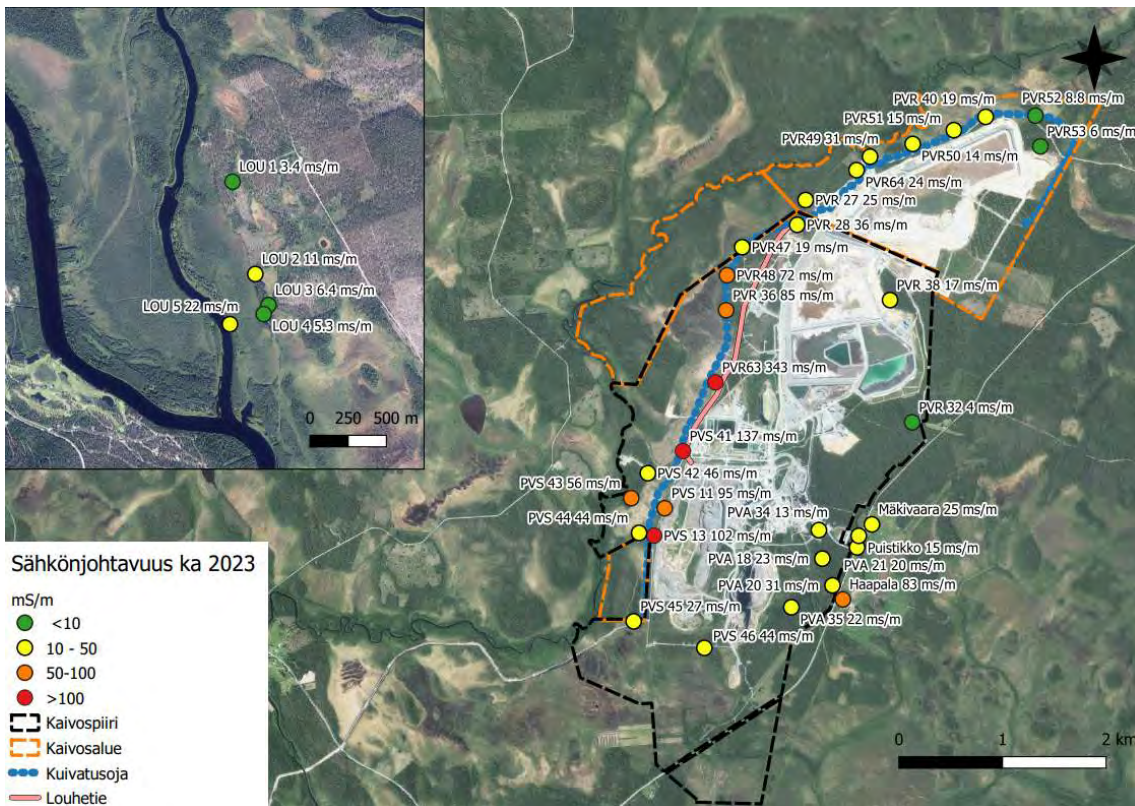 LOU 1 3.4 ms/m
LOU 2 11 ms/m
LOU 3 6.4 ms/m
LOU 5 22 ms/m
LOU 4 5.3 ms/m
0 250 500 m
PVR 40 19 ms/m
PVR52 8.8 ms/m
PVR51 15 ms/m
PVR53 6 ms/m
PVR49 31 ms/m
PVR50 14 ms/m
PVR64 24 ms/m
PVR 27 25 ms/m
PVR 28 36 ms/m
PVR47 19 ms/m
PVR48 72 ms/m
PVR 38 17 ms/m
PVR 36 85 ms/m
PVR63 343 ms/m
PVR 32 4 ms/m
PVS 41 137 ms/m
PVS 42 46 ms/m
PVS 43 56 ms/m
PVS 11 95 ms/m
PVS 44 44 ms/m
PVA 34 13 ms/m
Mäkivaara 25 ms/m
PVS 13 102 ms/m
Puistikko 15 ms/m
PVA 18 23 ms/m
PVA 21 20 ms/m
PVA 20 31 ms/m
Haapala 83 ms/m
PVS 45 27 ms/m
PVA 35 22 ms/m
PVS 46 44 ms/m
Sähkönjohtavuus ka 2023
mS/m
<10
10 - 50
50-100
>100
Kaivospiiri
Kaivosalue
Kuivatusoja
Louhetie
0 1 2 km